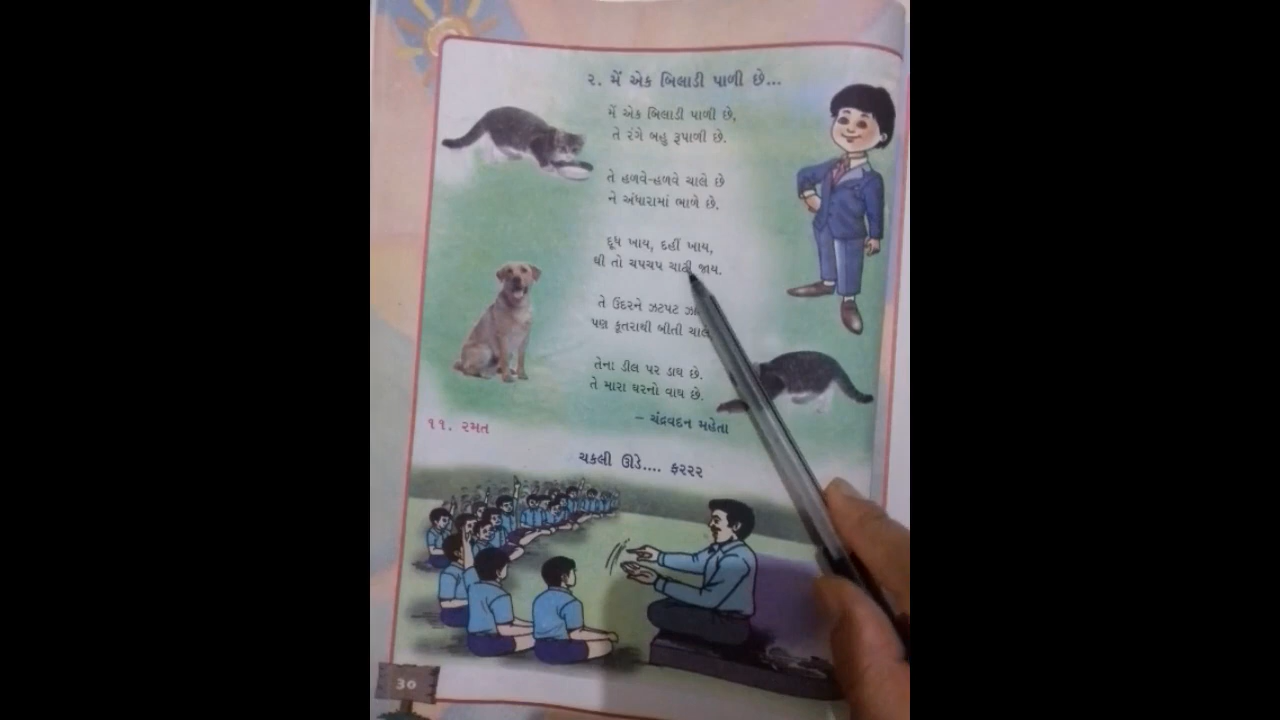 ૨. મેં એક બિલાડી પાળી છે...
મેં એક બિલાડી પાળી છે,
તે રંગે બહુ રૂપાળી છે.
તે હળવે-હળવે ચાલે છે
ને અંધારામાં ભાળે છે.
દૂધ ખાય, દહીં ખાય,
ઘી તો ચપચપ ચાટી જાય.
તે ઉંદરને ઝટપટ
પણ કૂતરાથી બીતી ચાલે
તેના ડીલ પર ડાઘ છે.
તે મારા ઘરનો વાઘ છે.
– ચંદ્રવદન મહેતા
૧૧. રમત
ચકલી ઊડે.... ફરરર
30